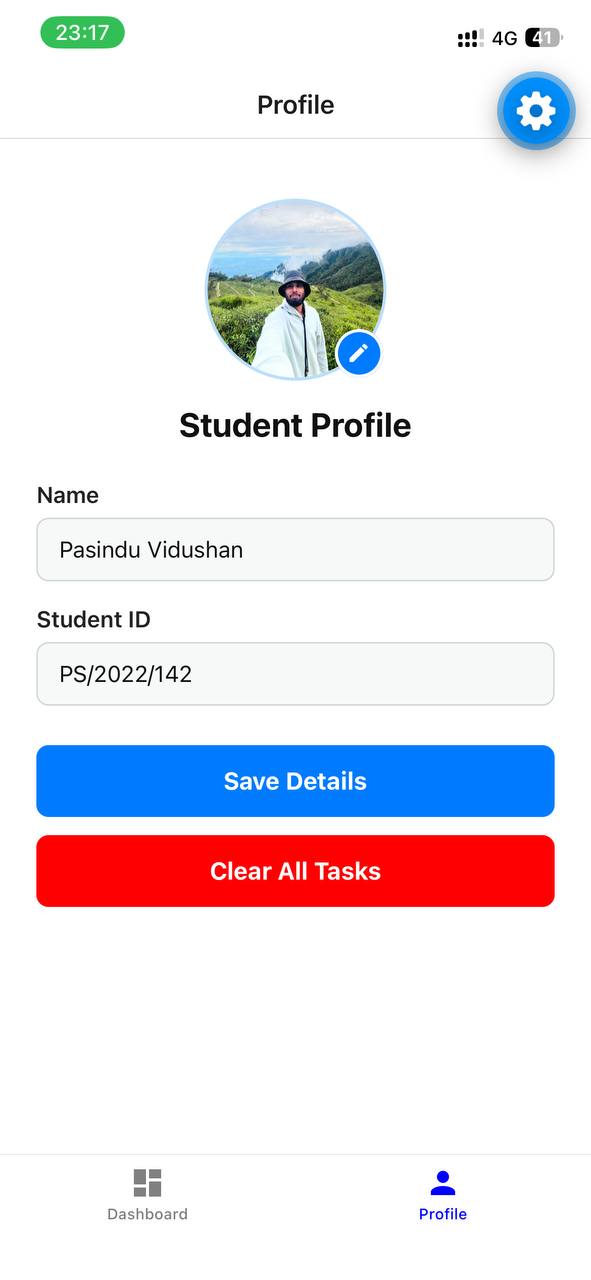 23:17
4G 41
Profile
Student Profile
Name
Pasindu Vidushan
Student ID
PS/2022/142
Save Details
Clear All Tasks
Dashboard
Profile